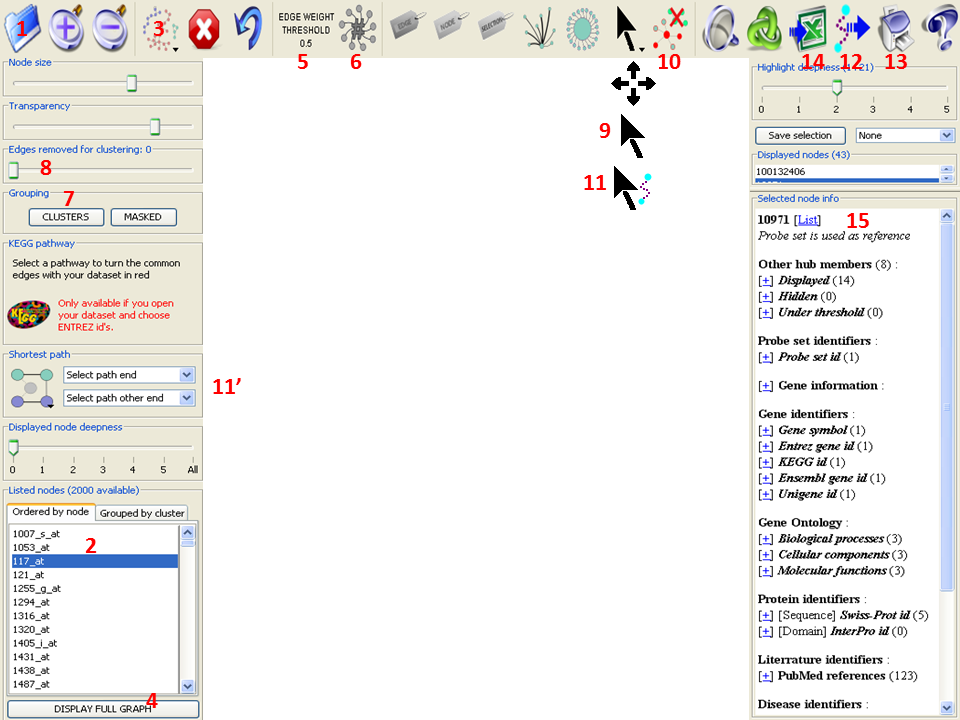 1
3
EDGE WEIGHT
THRESHOLD
0.5
EDGE
NODE
SELECTION
5
6
10
14
12
13
Node size
Transparency
Edges removed for clustering: 0
8
Grouping
7
CLUSTERS
MASKED
KEGG pathway
Select a pathway to turn the common
edges with your dataset in red
KEGG
Only available if you open
your dataset and choose
ENTREZ id's.
Shortest path
Select path end
Select path other end
11'
Displayed node deepness
0 1 2 3 4 5 All
Listed nodes (2000 available)
Ordered by node
Grouped by cluster
1007_s_at
1053_at
2
117_at
121_at
1255_g_at
1294_at
1316_at
1320_at
1405_i_at
1431_at
1438_at
1487_at
4
DISPLAY FULL GRAPH
9
11
Highlight deepness
0 1 2 3 4 5
Save selection
None
Displayed nodes (43)
100132406
Selected node info
10971 [List]
15
Probe set is used as reference
Other hub members (8) :
[+] Displayed (14)
[+] Hidden (0)
[+] Under threshold (0)
Probe set identifiers :
[+] Probe set id (1)
[+] Gene information :
Gene identifiers :
[+] Gene symbol (1)
[+] Entrez gene id (1)
[+] KEGG id (1)
[+] Ensembl gene id (1)
[+] Unigene id (1)
Gene Ontology :
[+] Biological processes (3)
[+] Cellular components (3)
[+] Molecular functions (3)
Protein identifiers :
[+] [Sequence] Swiss-Prot id (5)
[+] [Domain] InterPro id (0)
Literrature identifiers :
[+] PubMed references (123)
Disease identifiers :